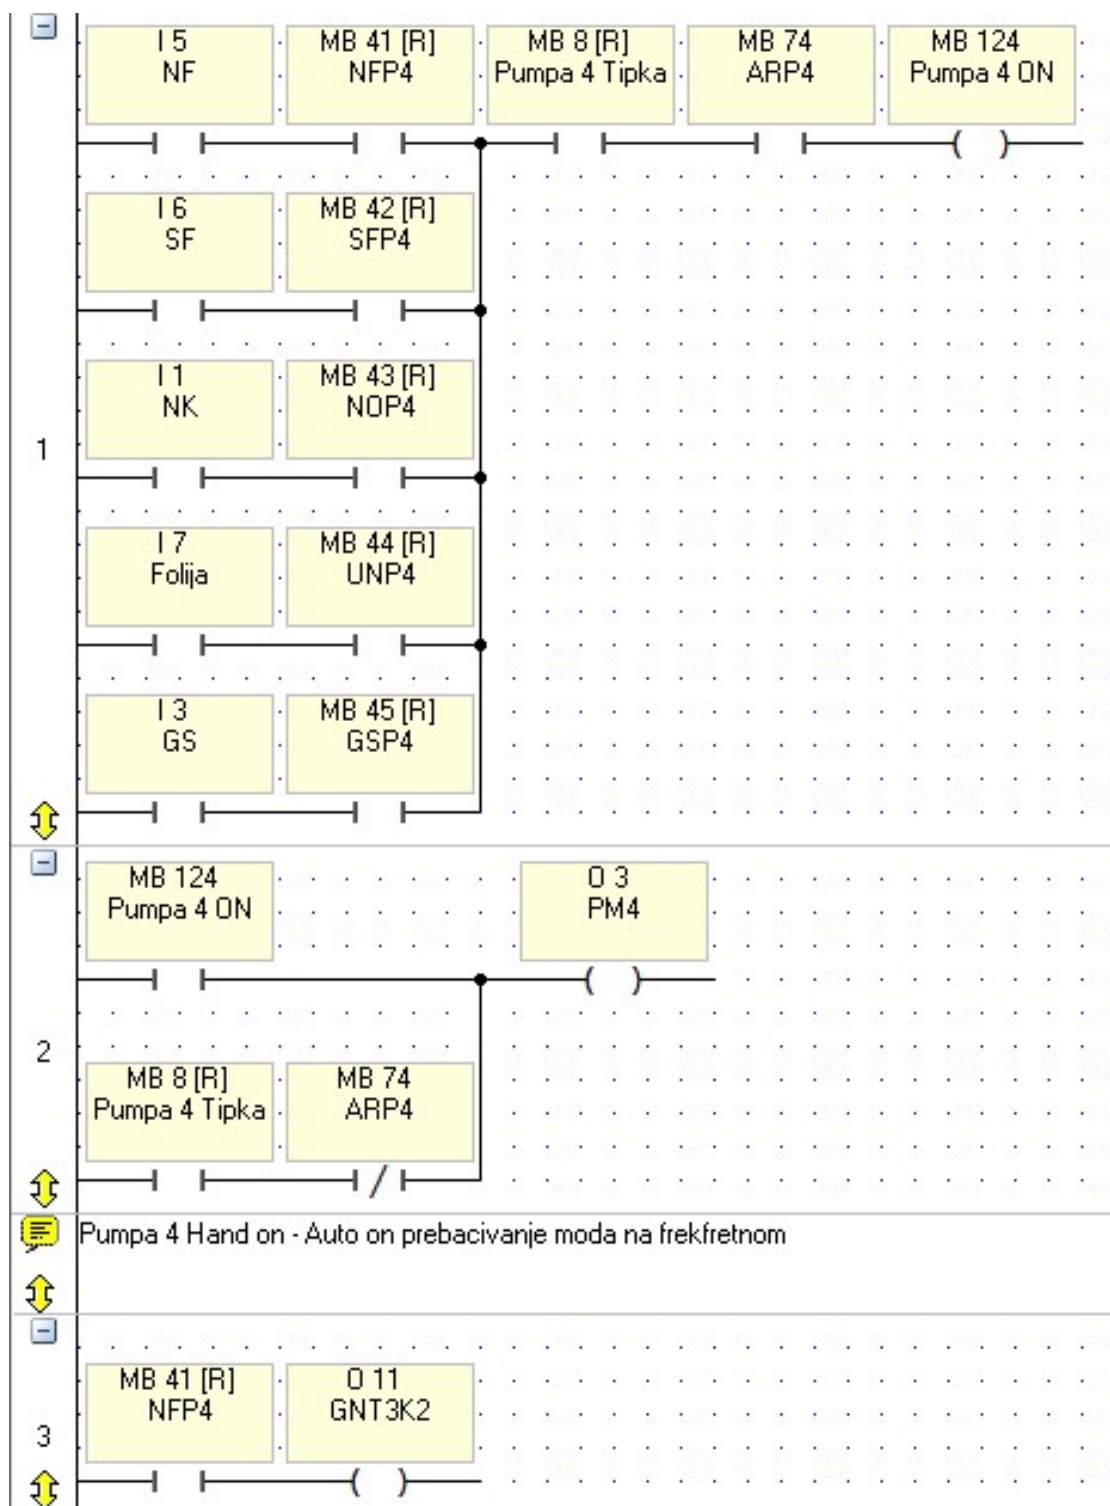 I 5 MB 41 [R] MB 8 [R] MB 74 MB 124
NF NFP4 Pumpa 4 Tipka ARP4 Pumpa 4 ON
I 6 MB 42 [R]
SF SFP4
I 1 MB 43 [R]
NK NOP4
1
I 7 MB 44 [R]
Folija UNP4
I 3 MB 45 [R]
GS GSP4
MB 124 O 3
Pumpa 4 ON PM4
2
MB 8 [R] MB 74
Pumpa 4 Tipka ARP4
Pumpa 4 Hand on - Auto on prebacivanje moda na frekfretnom
MB 41 [R] O 11
NFP4 GNT3K2
3